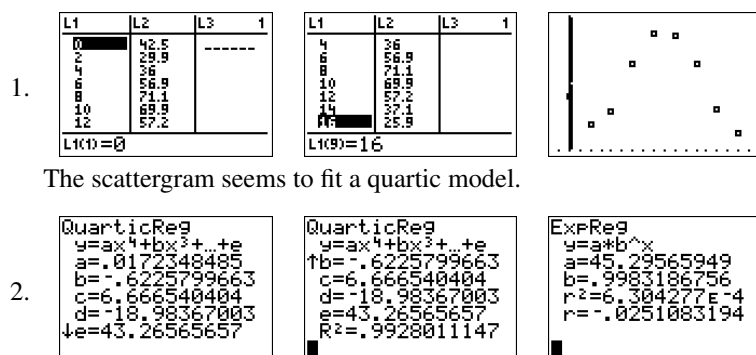 1.
L1 L2 L3 1
0 42.5 ------
2 29.9
4 36
6 56.9
8 71.1
10 69.9
12 57.2
L1(1)=0
L1 L2 L3 1
4 36
6 56.9
8 71.1
10 69.9
12 57.2
14 37.1
16 25.9
L1(9)=16
The scattergram seems to fit a quartic model.
2.
QuarticReg
y=ax⁴+bx³+…+e
a=.0172348485
b=-.6225799663
c=6.666540404
d=-18.98367003
↓e=43.26565657
QuarticReg
y=ax⁴+bx³+…+e
↑b=-.6225799663
c=6.666540404
d=-18.98367003
e=43.26565657
R²=.9928011147
ExpReg
y=a*b^x
a=45.29565949
b=.9983186756
r²=6.304277ᴇ-4
r=-.0251083194